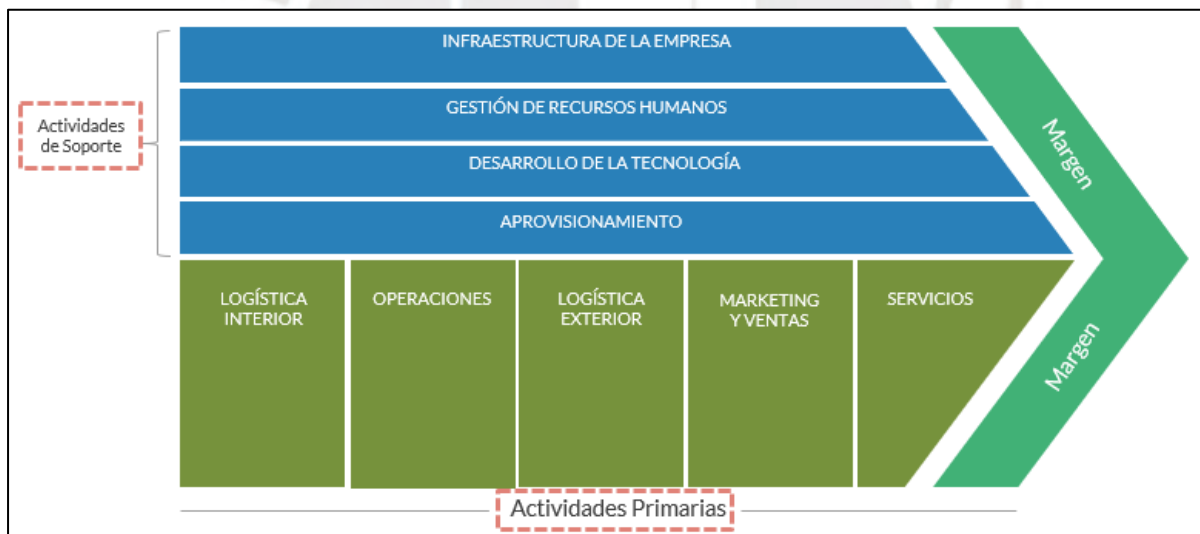 INFRAESTRUCTURA DE LA EMPRESA
GESTIÓN DE RECURSOS HUMANOS
Actividades
de Soporte
DESARROLLO DE LA TECNOLOGÍA
APROVISIONAMIENTO
Margen
Margen
LOGÍSTICA
INTERIOR
OPERACIONES
LOGÍSTICA
EXTERIOR
MARKETING
Y VENTAS
SERVICIOS
Actividades Primarias